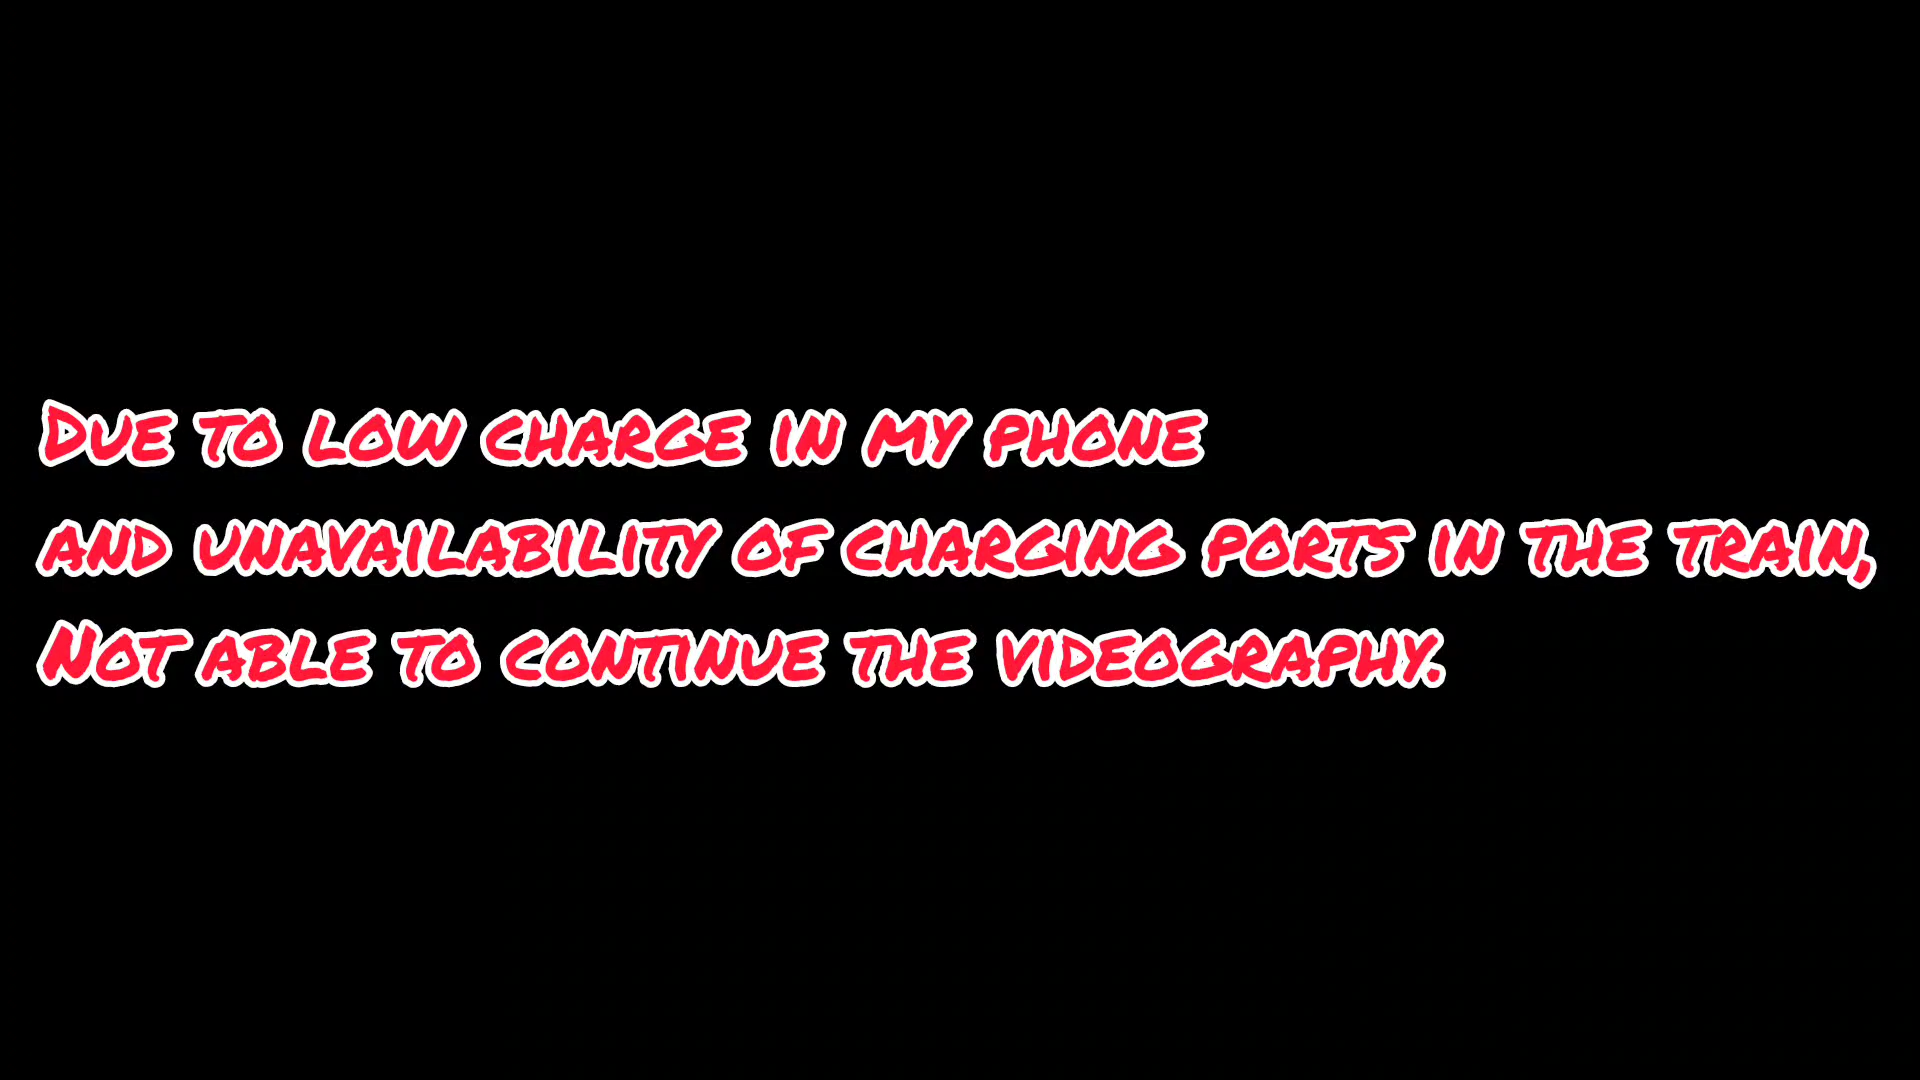 Due to low charge in my phone
and unavailability of charging ports in the train,
Not able to continue the videography.